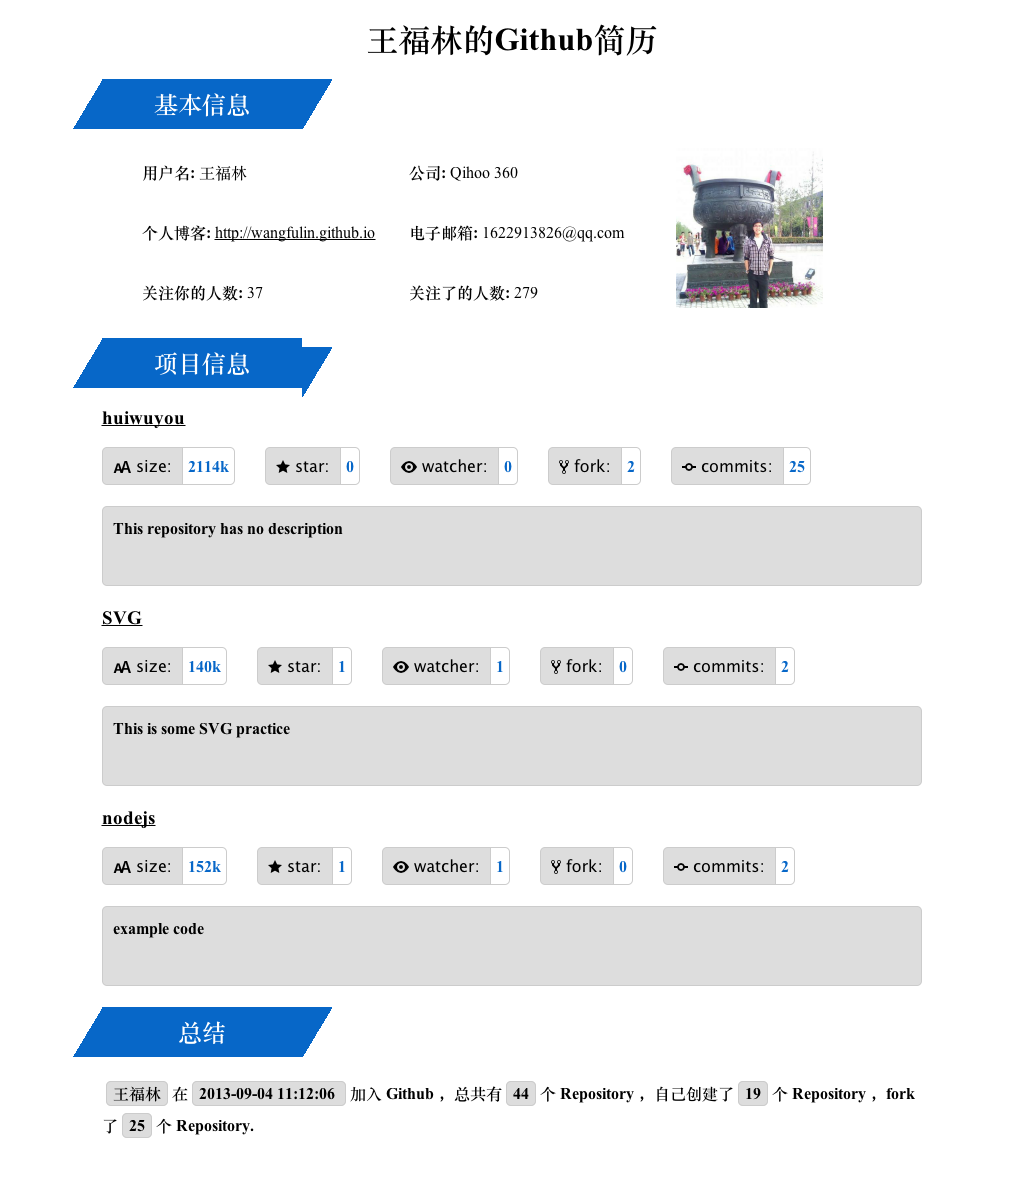 王福林的Github简历
基本信息
用户名: 王福林 公司: Qihoo 360
个人博客: http://wangfulin.github.io 电子邮箱: 1622913826@qq.com
关注你的人数: 37 关注了的人数: 279
项目信息
huiwuyou
AA size: 2114k star: 0 watcher: 0 fork: 2 commits: 25
This repository has no description
SVG
AA size: 140k star: 1 watcher: 1 fork: 0 commits: 2
This is some SVG practice
nodejs
AA size: 152k star: 1 watcher: 1 fork: 0 commits: 2
example code
总结
王福林 在 2013-09-04 11:12:06 加入 Github ，总共有 44 个 Repository ，自己创建了 19 个 Repository ，fork
了 25 个 Repository.